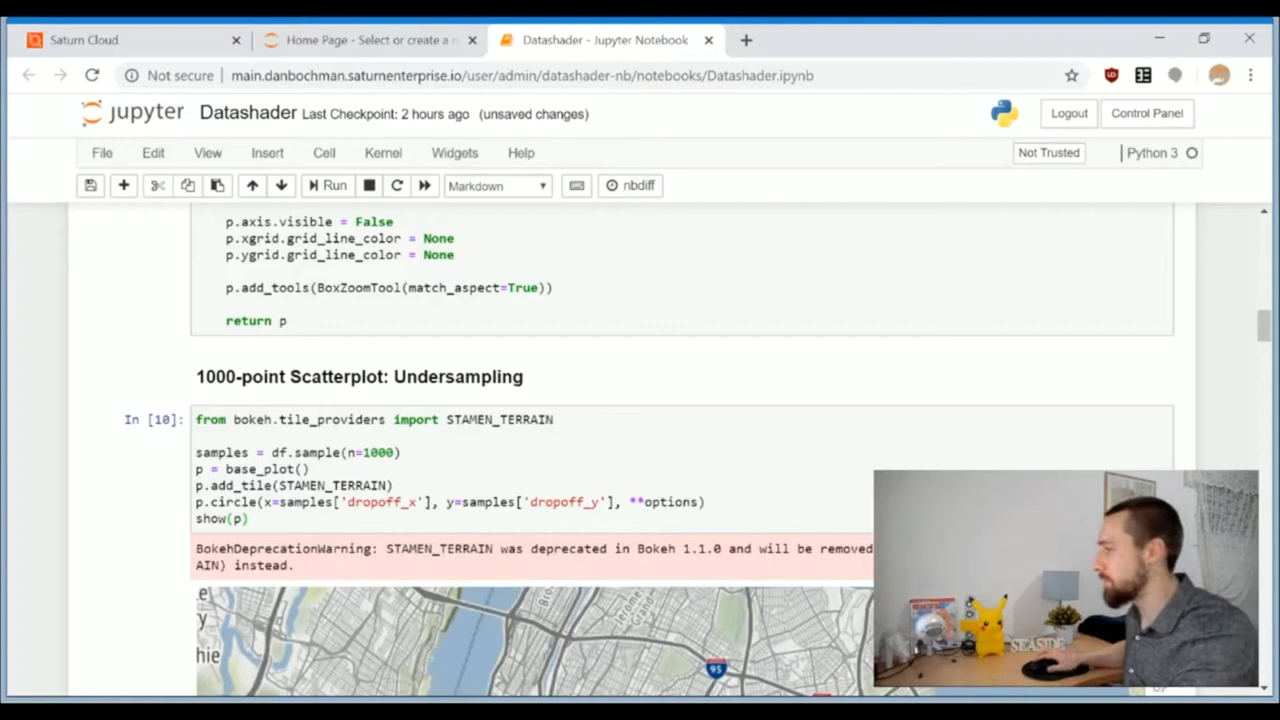 Saturn Cloud
Home Page - Select or create a n
Datashader - Jupyter Notebook
Not secure
main.danbochman.saturnenterprise.io/user/admin/datashader-nb/notebooks/Datashader.ipynb
jupyter Datashader Last Checkpoint: 2 hours ago (unsaved changes)
Logout Control Panel
File Edit View Insert Cell Kernel Widgets Help
Not Trusted Python 3
Run Markdown nbdiff
p.axis.visible = False
p.xgrid.grid_line_color = None
p.ygrid.grid_line_color = None
p.add_tools(BoxZoomTool(match_aspect=True))
return p
1000-point Scatterplot: Undersampling
In [10]: from bokeh.tile_providers import STAMEN_TERRAIN
samples = df.sample(n=1000)
p = base_plot()
p.add_tile(STAMEN_TERRAIN)
p.circle(x=samples['dropoff_x'], y=samples['dropoff_y'], **options)
show(p)
BokehDeprecationWarning: STAMEN_TERRAIN was deprecated in Bokeh 1.1.0 and will be removed
AIN) instead.
95
SEASIDE